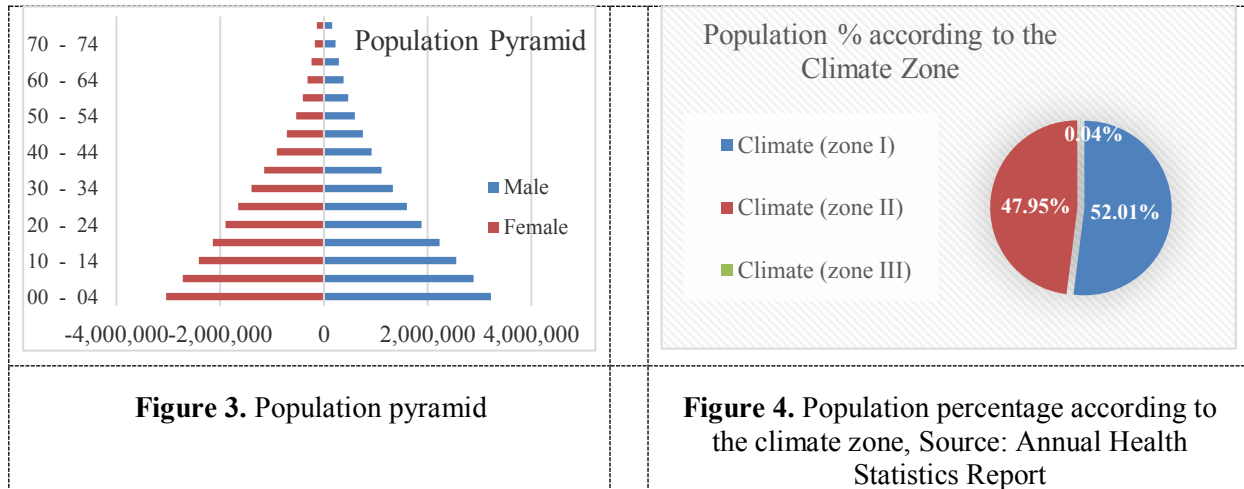 Population Pyramid
70 - 74
60 - 64
50 - 54
40 - 44
30 - 34
20 - 24
10 - 14
00 - 04
Male
Female
-4,000,000 -2,000,000 0 2,000,000 4,000,000
Figure 3. Population pyramid
Population % according to the
Climate Zone
Climate (zone I)
Climate (zone II)
Climate (zone III)
0.04%
47.95%
52.01%
Figure 4. Population percentage according to
the climate zone, Source: Annual Health
Statistics Report